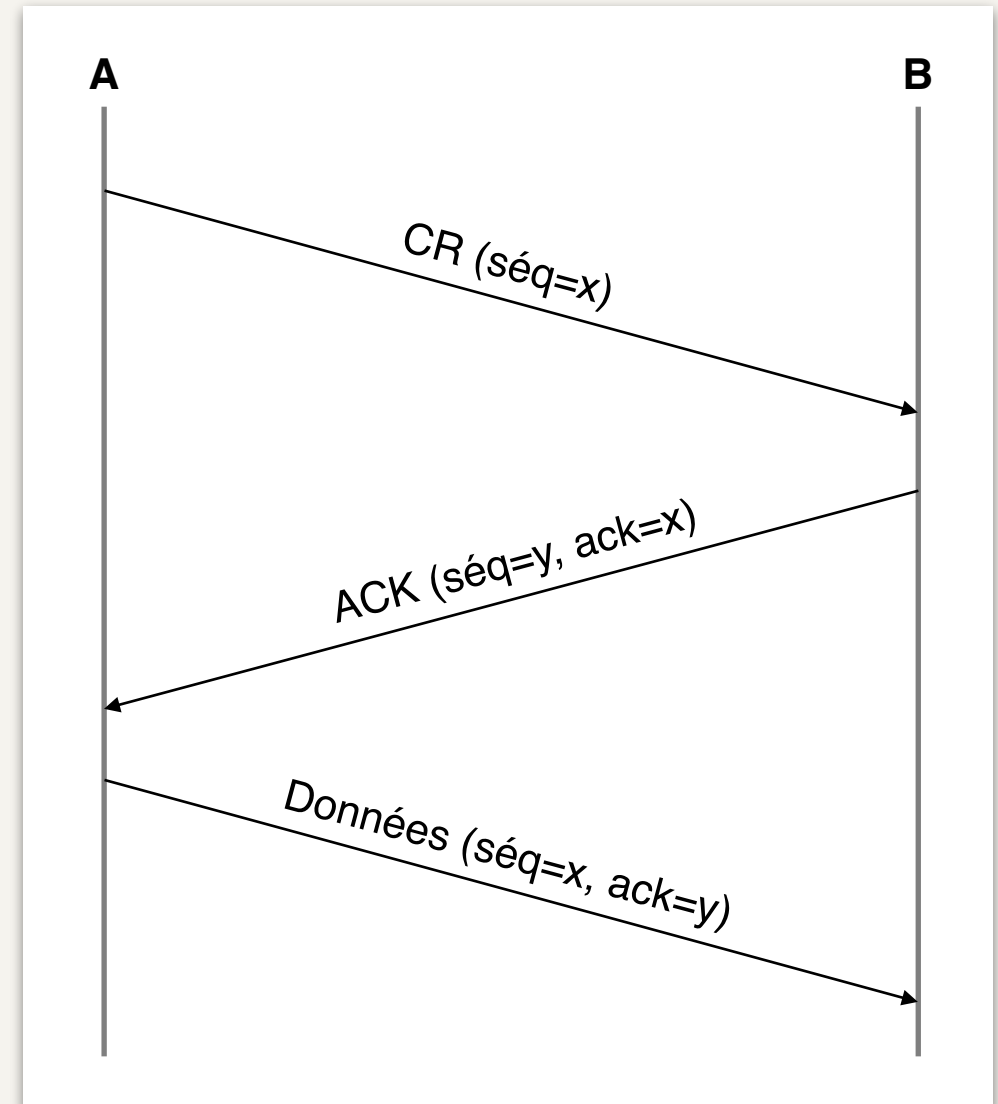 A
B
CR (séq=x)
ACK (séq=y, ack=x)
Données (séq=x, ack=y)